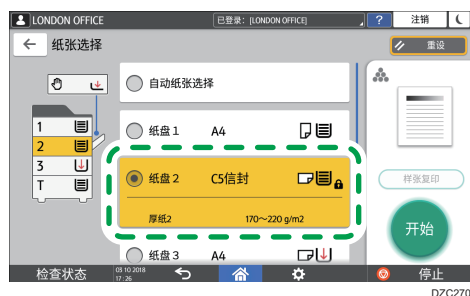 LONDON OFFICE
已登录：[LONDON OFFICE]
?
注销
纸张选择
重设
自动纸张选择
1
2
3
T
纸盘 1 A4
纸盘 2 C5信封
厚纸2 170～220 g/m2
纸盘 3 A4
样张复印
开始
检查状态
03 10 2018
17 : 26
停止
DZC270